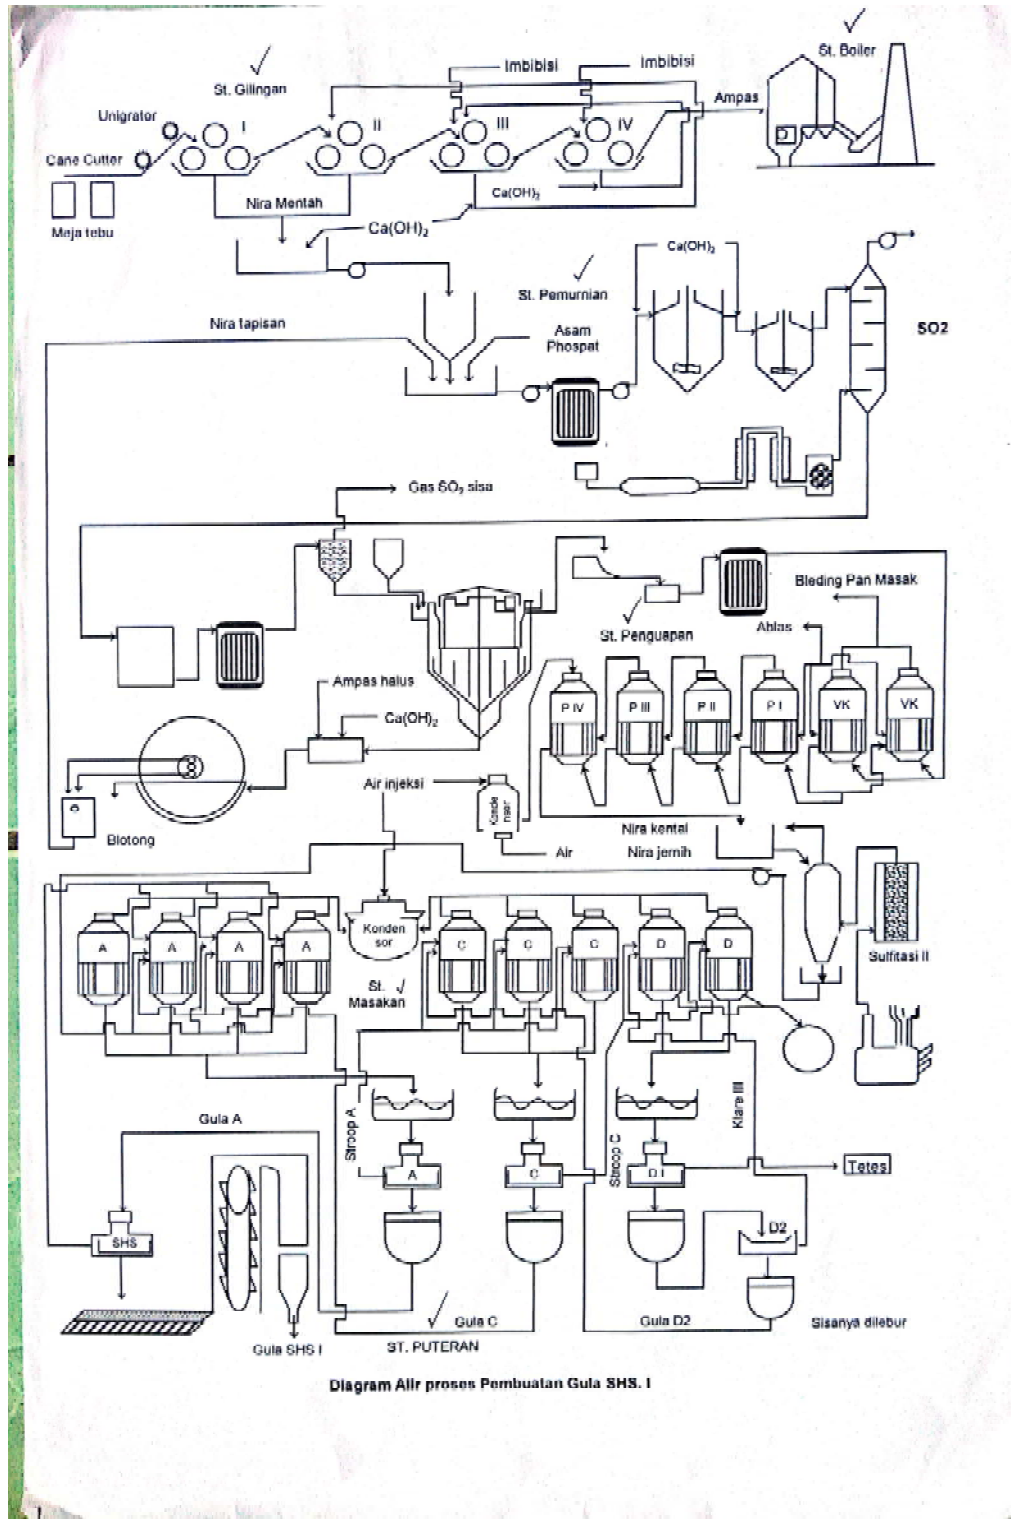 St. Boiler
Imbibisi
Imbibisi
St. Gilingan
Ampas
Unigrator
I
II
III
IV
Cane Cutter
Ca(OH)₂
Nira Mentah
Ca(OH)₂
Meja tebu
Ca(OH)₂
St. Pemurnian
Nira tapisan
Asam
Phospat
SO2
Gas SO₂ sisa
Bleding Pan Masak
Ablas
St. Penguapan
Ampas halus
P IV
P III
P II
P I
VK
VK
Ca(OH)₂
Air injeksi
Konde
nser
Nira kental
Blotong
Air
Nira jernih
Konden
sor
A
A
A
A
C
C
C
D
D
Sulfitasi II
St.
Masakan
Stroop A
Klare III
Gula A
Stroop C
Tetes
A
C
D1
D2
SHS
Gula C
Gula D2
Sisanya dilebur
Gula SHS I
ST. PUTERAN
Diagram Alir proses Pembuatan Gula SHS. I